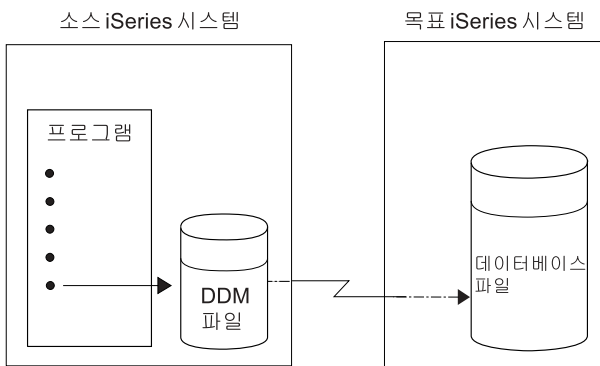 소스 iSeries 시스템
목표 iSeries 시스템
프로그램
DDM
파일
데이터베이스
파일